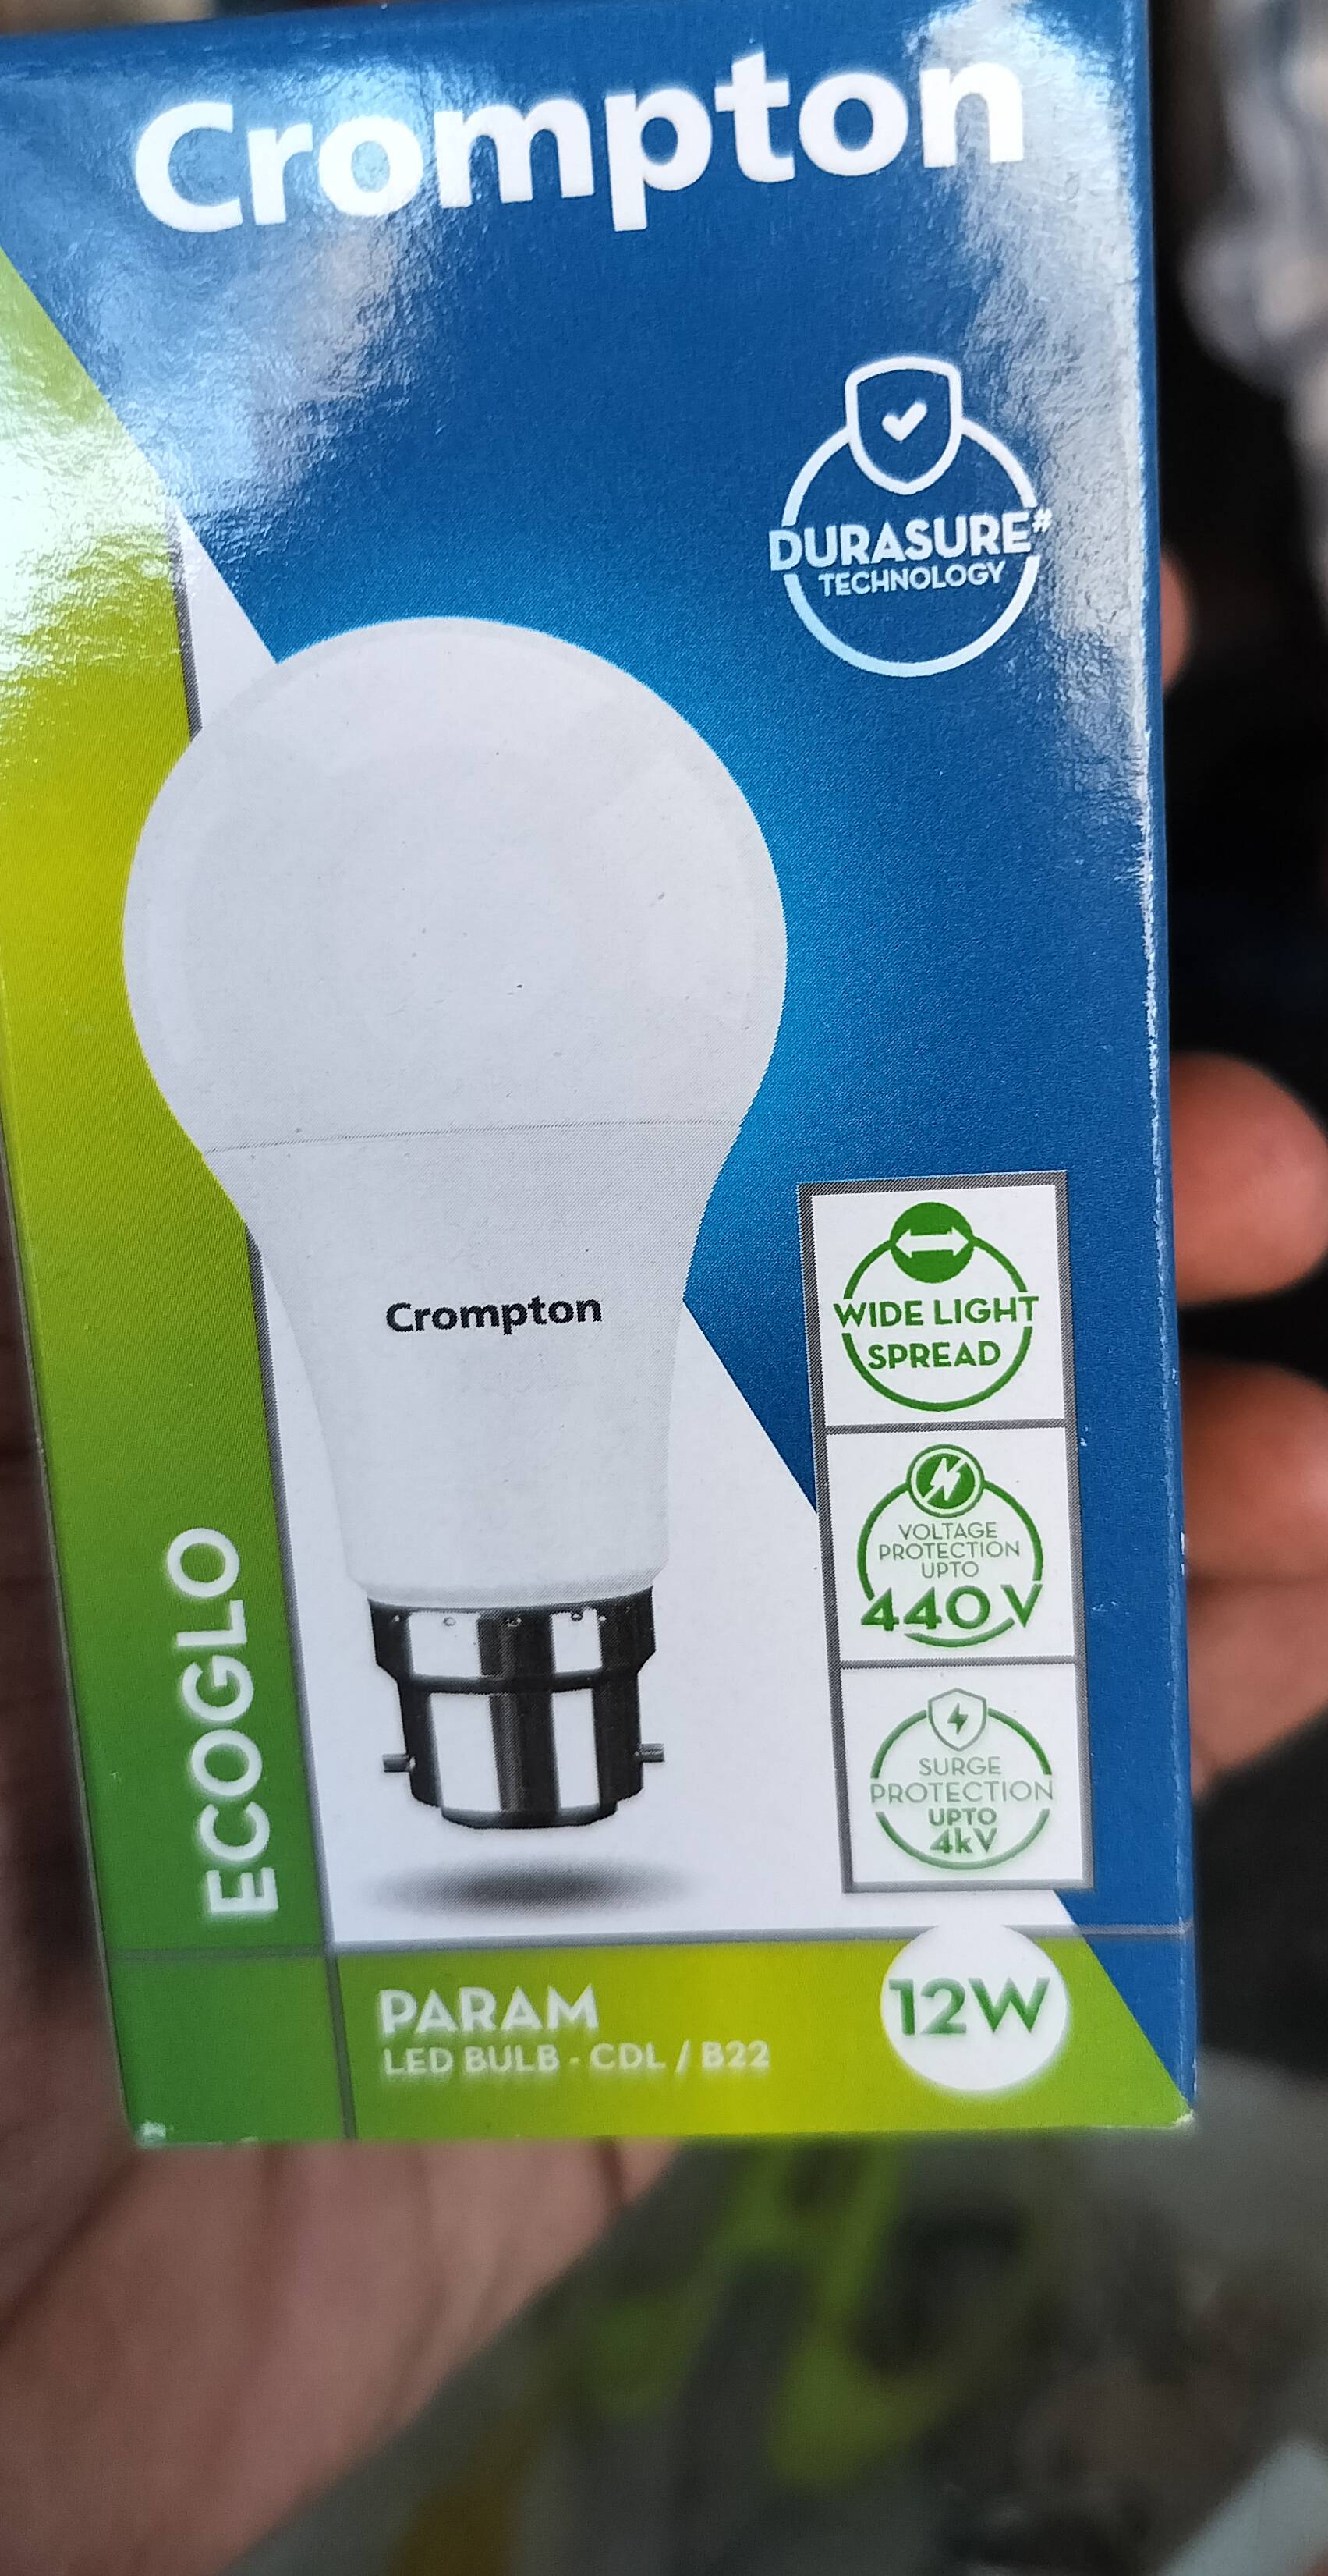 Crompton
DURASURE#
TECHNOLOGY
Crompton
WIDE LIGHT
SPREAD
VOLTAGE
PROTECTION
UPTO
440 V
SURGE
PROTECTION
UPTO
4kV
ECOGLO
PARAM
LED BULB - CDL / B22
12W